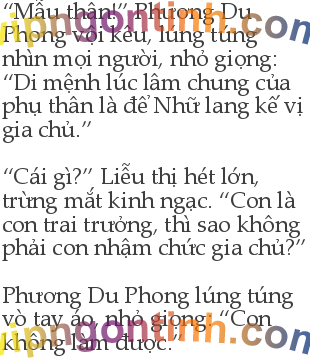 “Mẫu thân!” Phương Du
Phong vội kêu, lúng túng
nhìn mọi người, nhỏ giọng:
“Di mệnh lúc lâm chung của
phụ thân là để Nhữ lang kế vị
gia chủ.”
“Cái gì?” Liễu thị hét lớn,
trừng mắt kinh ngạc. “Con là
con trai trưởng, thì sao không
phải con nhậm chức gia chủ?”
Phương Du Phong lúng túng
vò tay áo, nhỏ giọng. “Con
không làm được.”
vipngontinh.com
vipngontinh.com